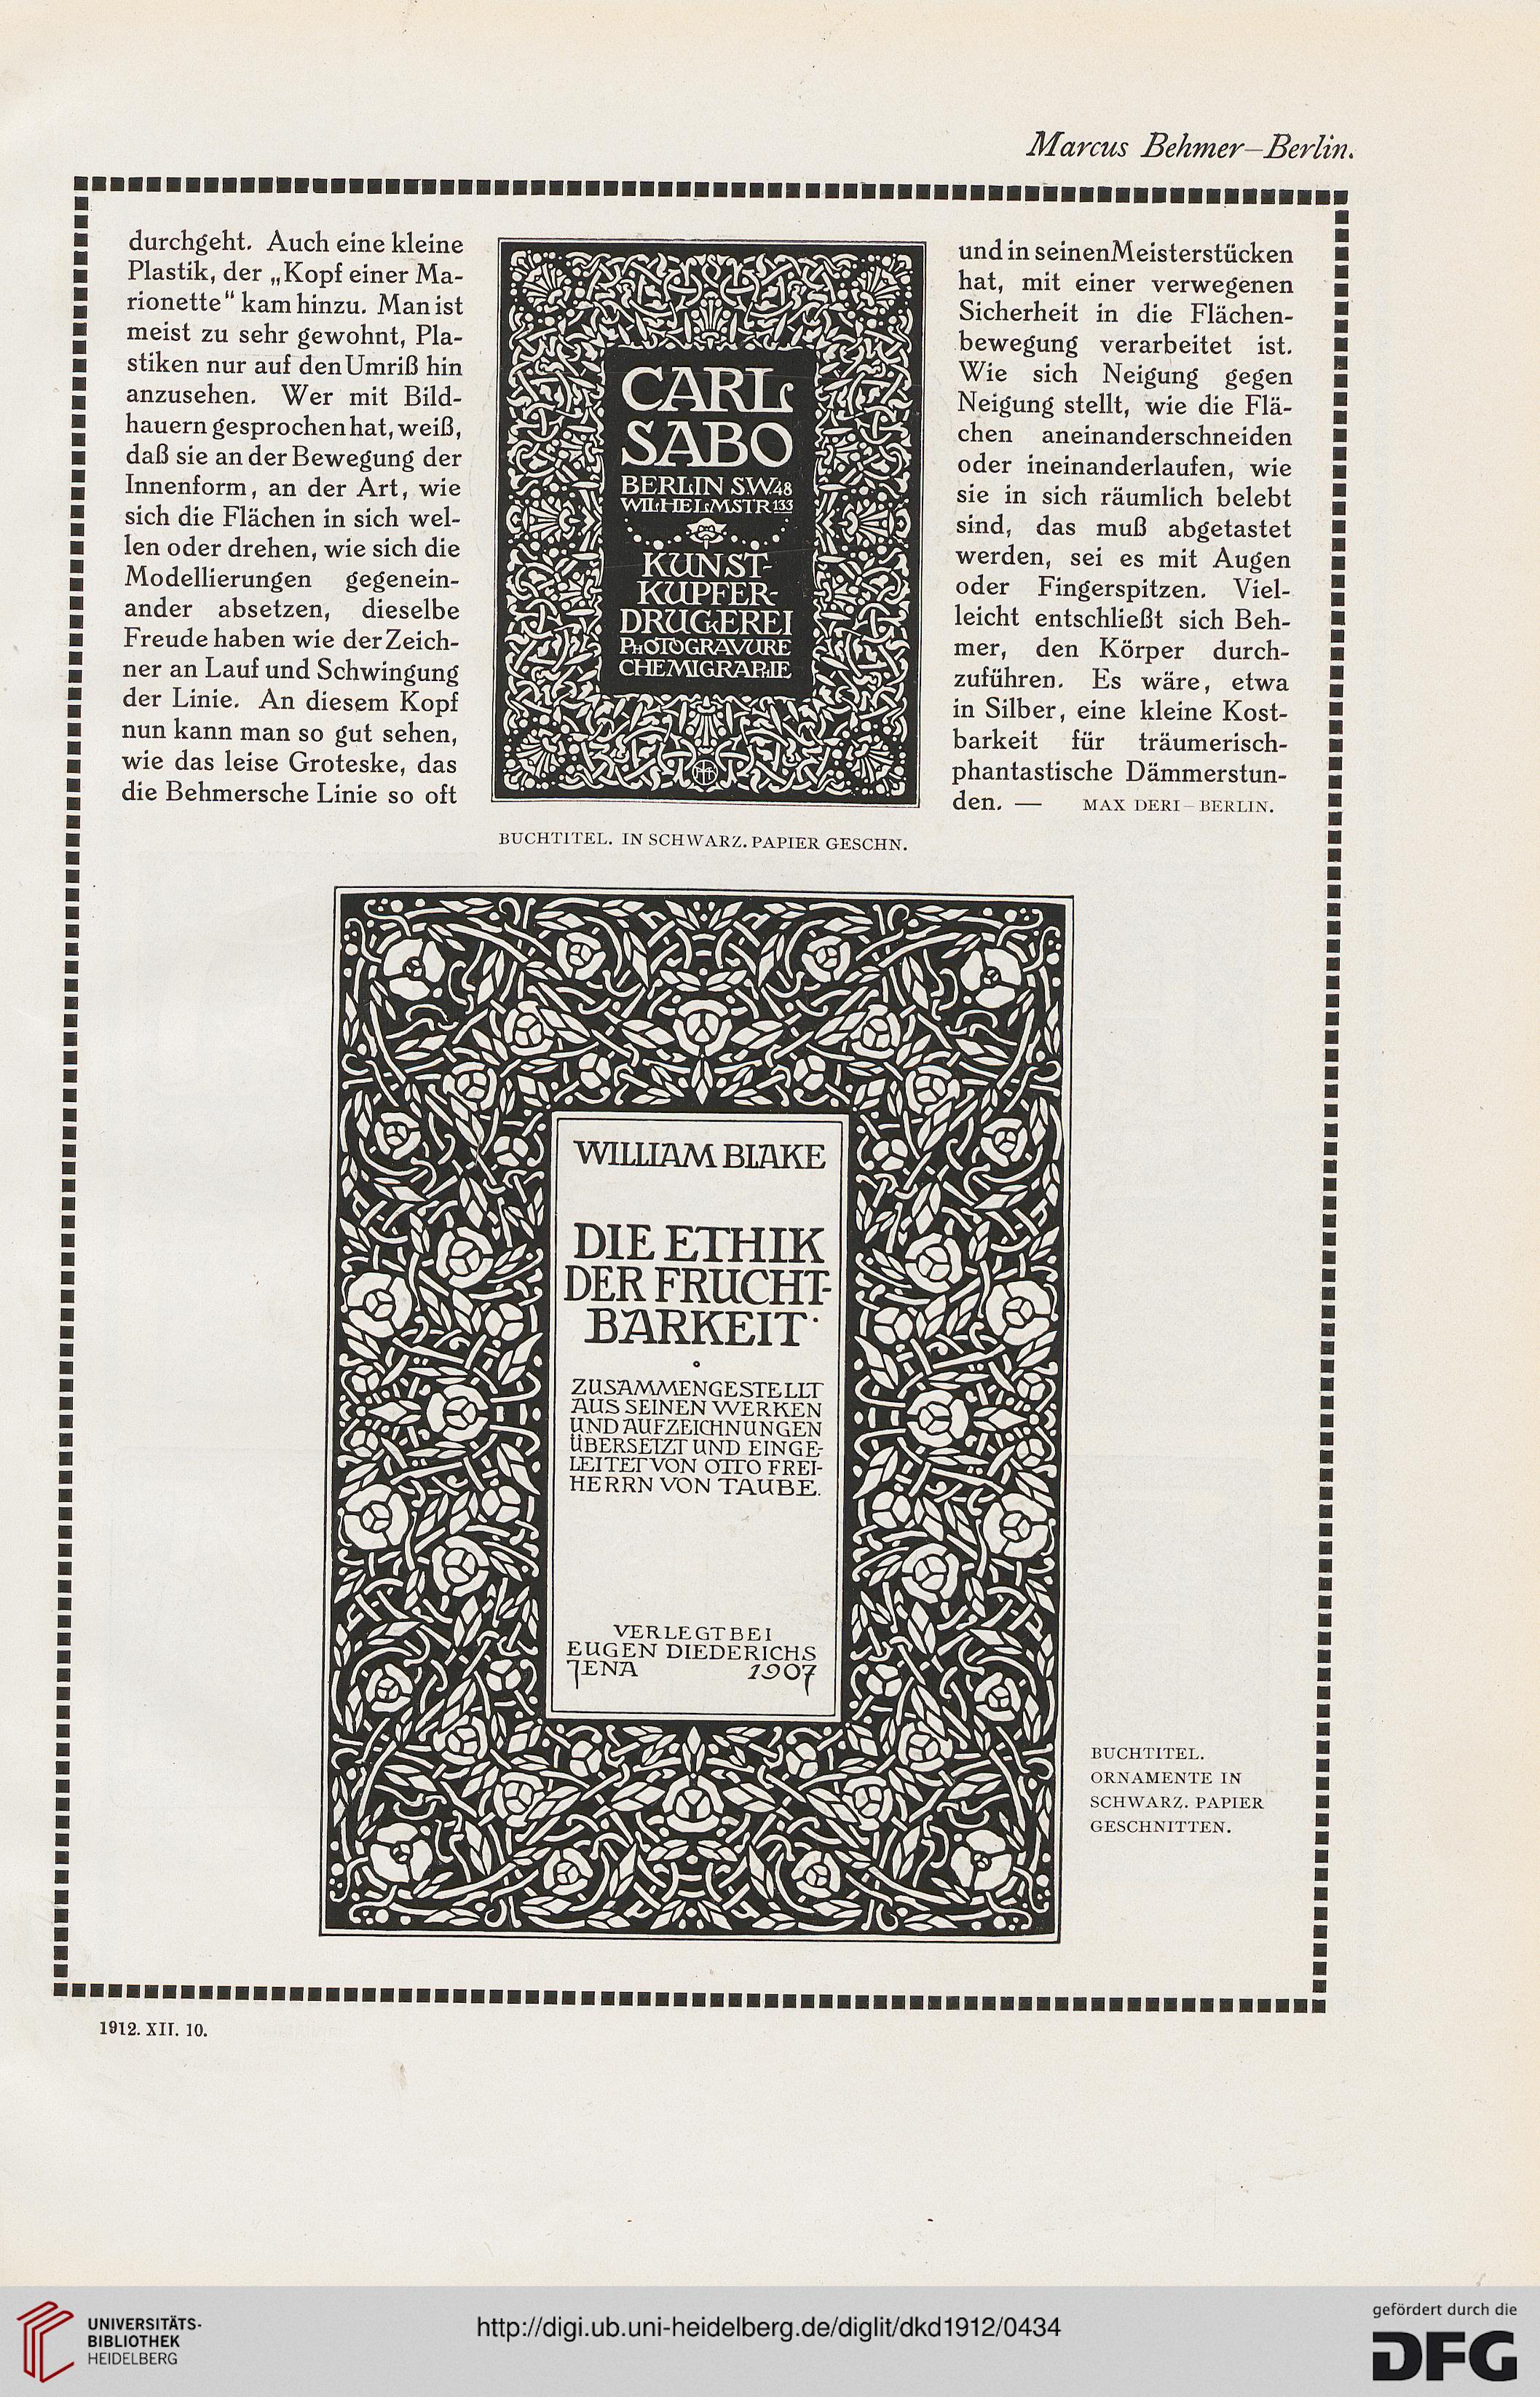 Marcus Behmer—Berlin.
durchgeht. Auch eine kleine
Plastik, der „Kopf einer Ma-
rionette“ kam hinzu. Man ist
meist zu sehr gewohnt, Pla-
stiken nur auf den Umriß hin
anzusehen. Wer mit Bild-
hauern gesprochen hat, weiß,
daß sie an der Bewegung der
Innenform, an der Art, wie
sich die Flächen in sich wel-
len oder drehen, wie sich die
Modellierungen gegenein-
ander absetzen, dieselbe
Freude haben wie der Zeich-
ner an Lauf und Schwingung
der Linie. An diesem Kopf
nun kann man so gut sehen,
wie das leise Groteske, das
die Behmersche Linie so oft
CARL
SABO
BERLIN S.W.48
WILHELMSTR 133
KUNST-
KUPFER-
DRUCKEREI
PHOTOGRAVURE
CHEMIGRAPHIE
BUCHTITEL. IN SCHWARZ. PAPIER GESCHN.
und in seinen Meisterstücken
hat, mit einer verwegenen
Sicherheit in die Flächen-
bewegung verarbeitet ist.
Wie sich Neigung gegen
Neigung stellt, wie die Flä-
chen aneinanderschneiden
oder ineinanderlaufen, wie
sie in sich räumlich belebt
sind, das muß abgetastet
werden, sei es mit Augen
oder Fingerspitzen. Viel-
leicht entschließt sich Beh-
mer, den Körper durch-
zuführen. Es wäre, etwa
in Silber, eine kleine Kost-
barkeit für träumerisch-
phantastische Dämmerstun-
den. — MAX DERI–BERLIN.
WILLIAM BLAKE
DIE ETHIK
DER FRUCHT-
BARKEIT·
ZUSAMMENGESTELLT
AUS SEINEN WERKEN
UND AUFZEICHNUNGEN
ÜBERSETZT UND EINGE-
LEITET VON OTTO FREI-
HERRN VON TAUBE.
VERLEGT BEI
EUGEN DIEDERICHS
JENA 1907
BUCHTITEL.
ORNAMENTE IN
SCHWARZ. PAPIER
GESCHNITTEN.
1912. XII. 10.
UNIVERSITÄTS-
BIBLIOTHEK
HEIDELBERG
http://digi.ub.uni-heidelberg.de/diglit/dkd1912/0434
gefördert durch die
DFG